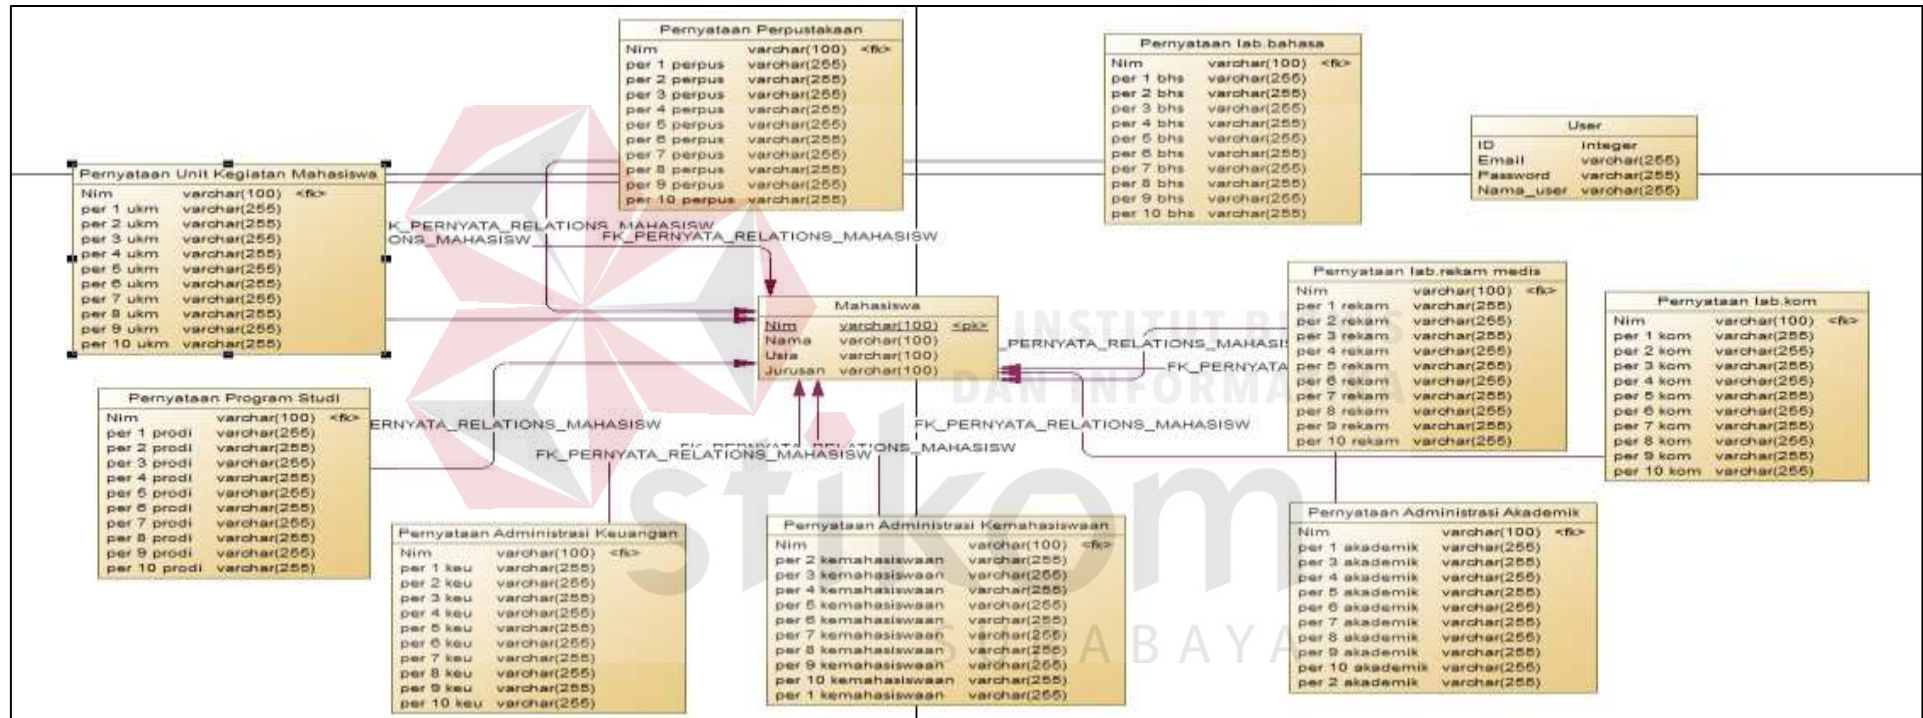 Pernyataan Perpustakaan
Nim varchar(100) <fk>
per 1 perpus varchar(255)
per 2 perpus varchar(255)
per 3 perpus varchar(255)
per 4 perpus varchar(255)
per 5 perpus varchar(255)
per 6 perpus varchar(255)
per 7 perpus varchar(255)
per 8 perpus varchar(255)
per 9 perpus varchar(255)
per 10 perpus varchar(255)
Pernyataan lab.bahasa
Nim varchar(100) <fk>
per 1 bhs varchar(255)
per 2 bhs varchar(255)
per 3 bhs varchar(255)
per 4 bhs varchar(255)
per 5 bhs varchar(255)
per 6 bhs varchar(255)
per 7 bhs varchar(255)
per 8 bhs varchar(255)
per 9 bhs varchar(255)
per 10 bhs varchar(255)
User
ID integer
Email varchar(255)
Password varchar(255)
Nama_user varchar(255)
Pernyataan Unit Kegiatan Mahasiswa
Nim varchar(100) <fk>
per 1 ukm varchar(255)
per 2 ukm varchar(255)
per 3 ukm varchar(255)
per 4 ukm varchar(255)
per 5 ukm varchar(255)
per 6 ukm varchar(255)
per 7 ukm varchar(255)
per 8 ukm varchar(255)
per 9 ukm varchar(255)
per 10 ukm varchar(255)
K_PERNYATA_RELATIONS_MAHASISW
ONS_MAHASISW
FK_PERNYATA_RELATIONS_MAHASISW
Mahasiswa
Nim varchar(100) <pk>
Nama varchar(100)
Usia varchar(100)
Jurusan varchar(100)
INSTITUT BISNIS
DAN INFORMATIKA
_PERNYATA_RELATIONS_MAHASIS
FK_PERNYATA
Pernyataan lab.rekam medis
Nim varchar(100) <fk>
per 1 rekam varchar(255)
per 2 rekam varchar(255)
per 3 rekam varchar(255)
per 4 rekam varchar(255)
per 5 rekam varchar(255)
per 6 rekam varchar(255)
per 7 rekam varchar(255)
per 8 rekam varchar(255)
per 9 rekam varchar(255)
per 10 rekam varchar(255)
Pernyataan lab.kom
Nim varchar(100) <fk>
per 1 kom varchar(255)
per 2 kom varchar(255)
per 3 kom varchar(255)
per 4 kom varchar(255)
per 5 kom varchar(255)
per 6 kom varchar(255)
per 7 kom varchar(255)
per 8 kom varchar(255)
per 9 kom varchar(255)
per 10 kom varchar(255)
Pernyataan Program Studi
Nim varchar(100) <fk>
per 1 prodi varchar(255)
per 2 prodi varchar(255)
per 3 prodi varchar(255)
per 4 prodi varchar(255)
per 5 prodi varchar(255)
per 6 prodi varchar(255)
per 7 prodi varchar(255)
per 8 prodi varchar(255)
per 9 prodi varchar(255)
per 10 prodi varchar(255)
ERNYATA_RELATIONS_MAHASISW
FK_PERNYATA_RELATIONS_MAHASISW
FK_PERNYATA_RELATIONS_MAHASISW
ONS_MAHASISW
stikom
SURABAYA
Pernyataan Administrasi Keuangan
Nim varchar(100) <fk>
per 1 keu varchar(255)
per 2 keu varchar(255)
per 3 keu varchar(255)
per 4 keu varchar(255)
per 5 keu varchar(255)
per 6 keu varchar(255)
per 7 keu varchar(255)
per 8 keu varchar(255)
per 9 keu varchar(255)
per 10 keu varchar(255)
Pernyataan Administrasi Kemahasiswaan
Nim varchar(100) <fk>
per 2 kemahasiswaan varchar(255)
per 3 kemahasiswaan varchar(255)
per 4 kemahasiswaan varchar(255)
per 5 kemahasiswaan varchar(255)
per 6 kemahasiswaan varchar(255)
per 7 kemahasiswaan varchar(255)
per 8 kemahasiswaan varchar(255)
per 9 kemahasiswaan varchar(255)
per 10 kemahasiswaan varchar(255)
per 1 kemahasiswaan varchar(255)
Pernyataan Administrasi Akademik
Nim varchar(100) <fk>
per 1 akademik varchar(255)
per 3 akademik varchar(255)
per 4 akademik varchar(255)
per 5 akademik varchar(255)
per 6 akademik varchar(255)
per 7 akademik varchar(255)
per 8 akademik varchar(255)
per 9 akademik varchar(255)
per 10 akademik varchar(255)
per 2 akademik varchar(255)